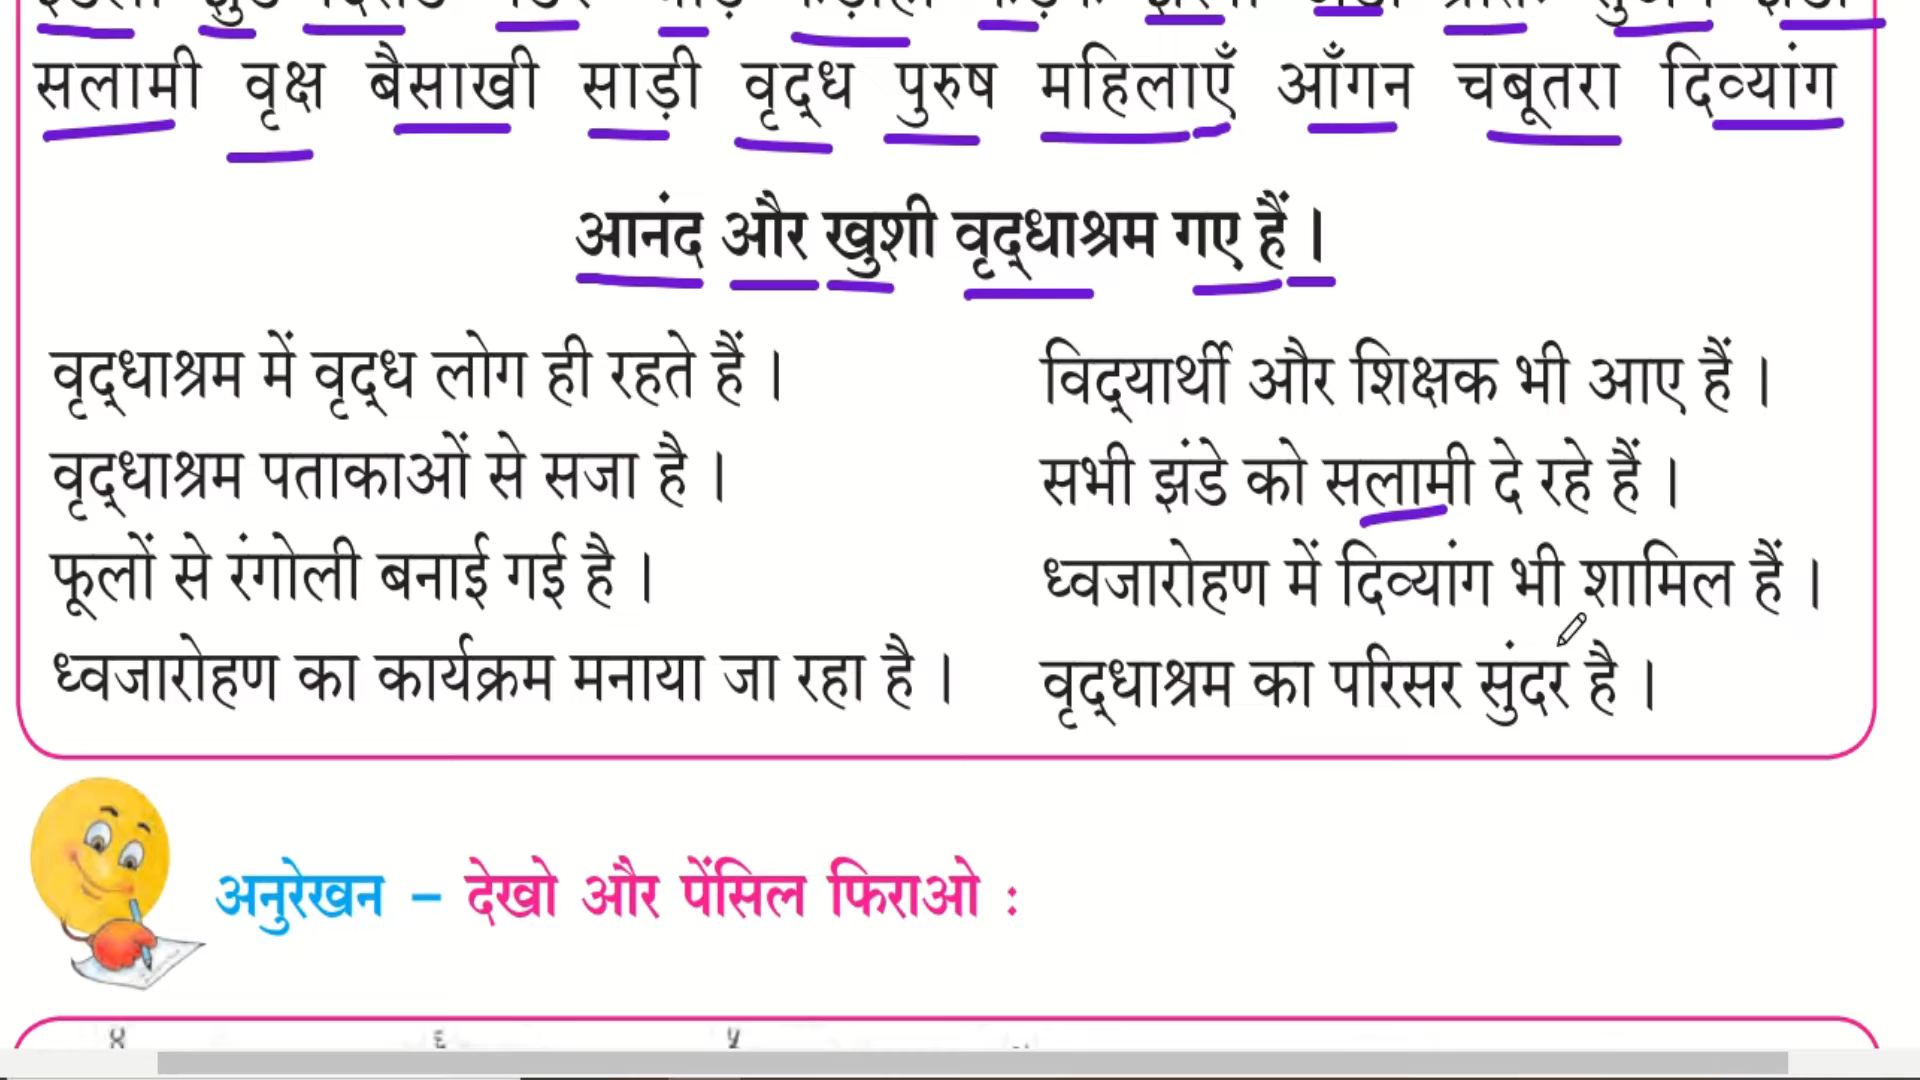 सलामी वृक्ष बैसाखी साड़ी वृद्‌ध पुरुष महिलाएँ आँगन चबूतरा दिव्यांग
आनंद और खुशी वृद्‌धाश्रम गए हैं ।
वृद्‌धाश्रम में वृद्‌ध लोग ही रहते हैं ।
वृद्‌धाश्रम पताकाओं से सजा है ।
फूलों से रंगोली बनाई गई है ।
ध्वजारोहण का कार्यक्रम मनाया जा रहा है ।
विद्‌यार्थी और शिक्षक भी आए हैं ।
सभी झंडे को सलामी दे रहे हैं ।
ध्वजारोहण में दिव्यांग भी शामिल हैं ।
वृद्‌धाश्रम का परिसर सुंदर है ।
अनुरेखन – देखो और पेंसिल फिराओ :